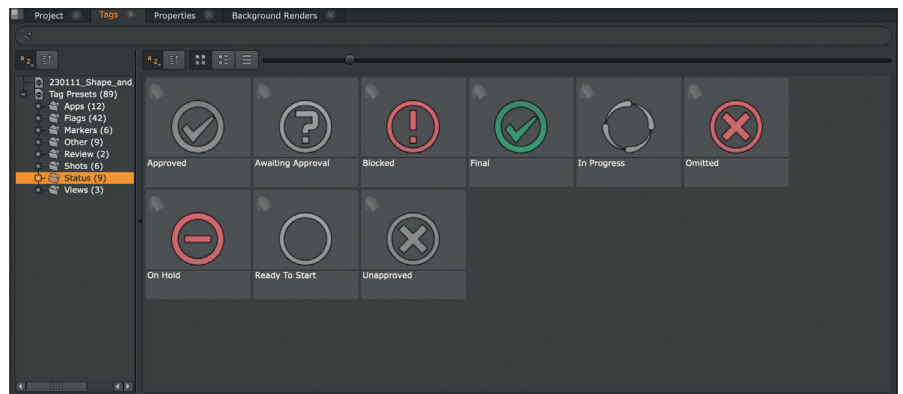 Project Tags Properties Background Renders
230111_Shape_and_
Tag Presets (89)
Apps (12)
Flags (42)
Markers (6)
Other (9)
Review (2)
Shots (6)
Status (9)
Views (3)
Approved Awaiting Approval Blocked Final In Progress Omitted
On Hold Ready To Start Unapproved